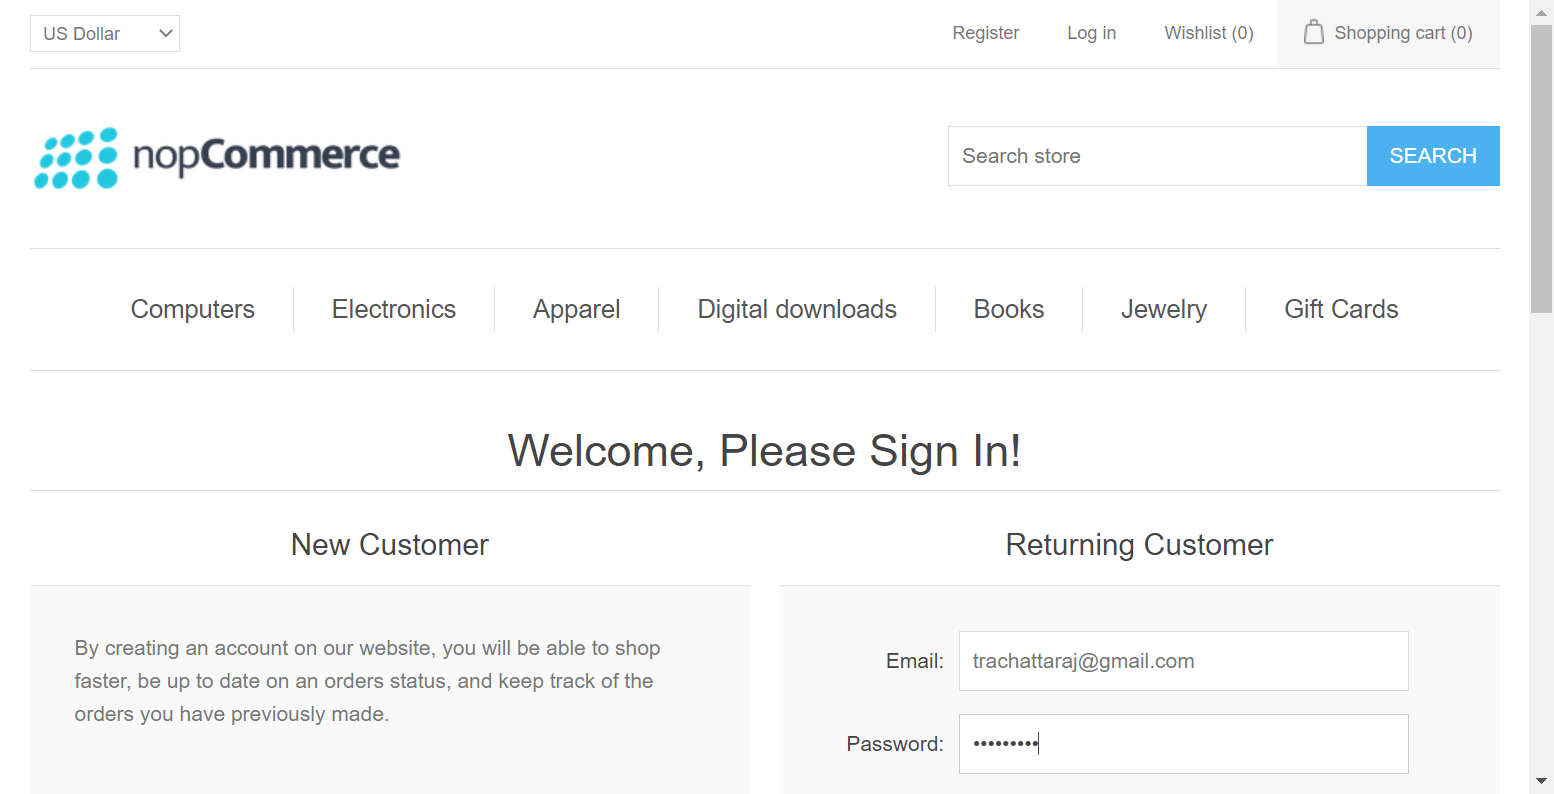 US Dollar
Register
Log in
Wishlist (0)
Shopping cart (0)
nopCommerce
Search store
SEARCH
Computers
Electronics
Apparel
Digital downloads
Books
Jewelry
Gift Cards
Welcome, Please Sign In!
New Customer
By creating an account on our website, you will be able to shop
faster, be up to date on an orders status, and keep track of the
orders you have previously made.
Returning Customer
Email:
trachattaraj@gmail.com
Password:
•••••••••